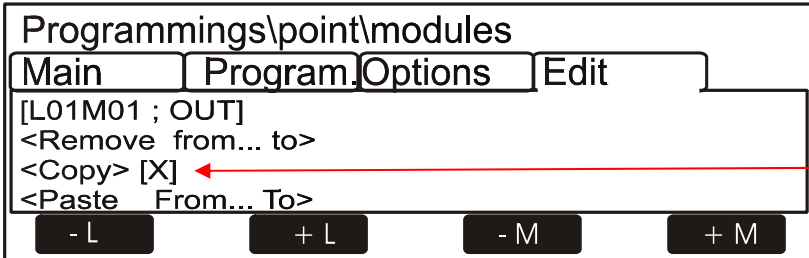 Programmings\point\modules
Main Program. Options Edit
[L01M01 ; OUT]
<Remove from... to>
<Copy> [X]
<Paste From... To>
- L + L - M + M